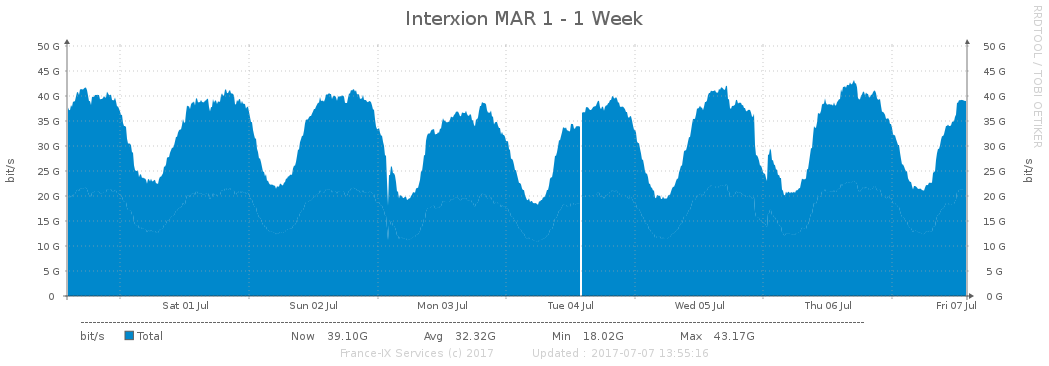 Interxion MAR 1 - 1 Week
RRDTOOL / TOBI OETIKER
bit/s
50 G
45 G
40 G
35 G
30 G
25 G
20 G
15 G
10 G
5 G
0
50 G
45 G
40 G
35 G
30 G
25 G
20 G
15 G
10 G
5 G
0 G
bit/s
Sat 01 Jul Sun 02 Jul Mon 03 Jul Tue 04 Jul Wed 05 Jul Thu 06 Jul Fri 07 Jul
bit/s Total Now 39.10G Avg 32.32G Min 18.02G Max 43.17G
France-IX Services (c) 2017 Updated : 2017-07-07 13:55:16